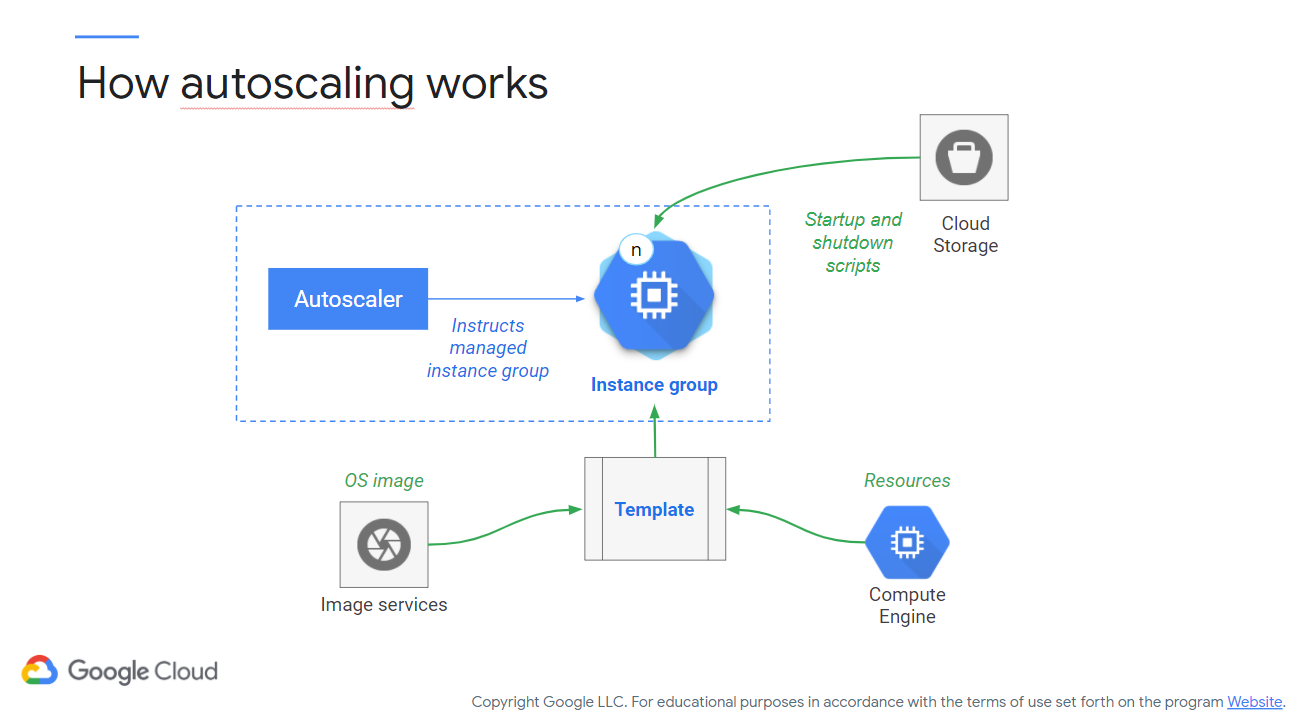 How autoscaling works
Cloud
Storage
Startup and
shutdown
scripts
n
Autoscaler
Instructs
managed
instance group
Instance group
OS image
Image services
Template
Resources
Compute
Engine
Google Cloud
Copyright Google LLC. For educational purposes in accordance with the terms of use set forth on the program Website.